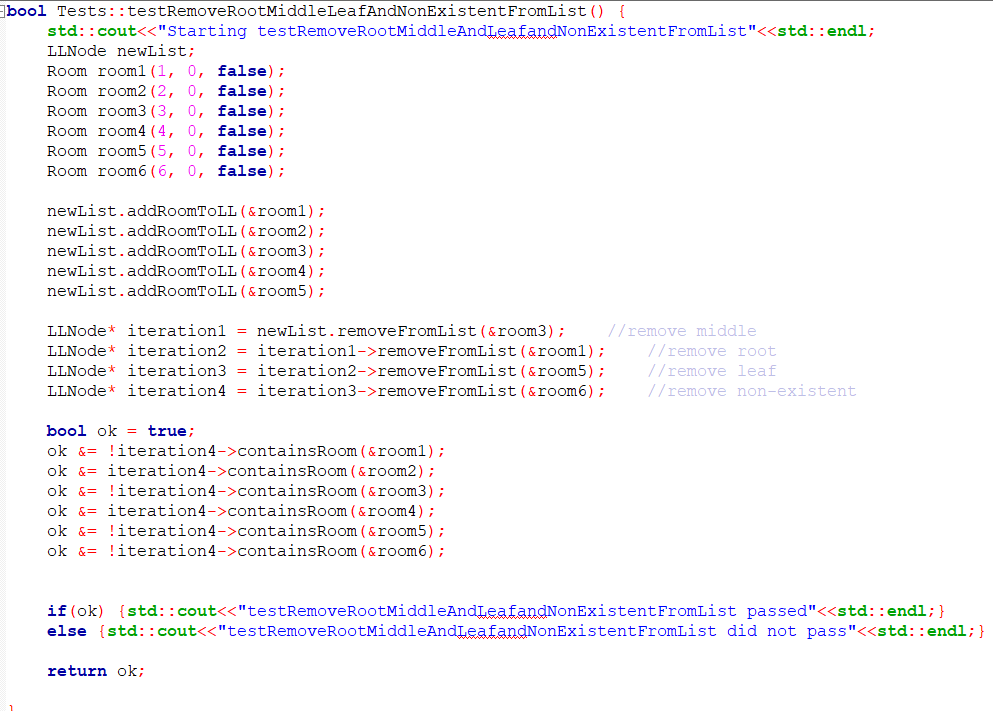 bool Tests::testRemoveRootMiddleLeafAndNonExistentFromList() {
std::cout<<"Starting testRemoveRootMiddleAndLeafandNonExistentFromList"<<std::endl;
LLNode newList;
Room room1(1, 0, false);
Room room2(2, 0, false);
Room room3(3, 0, false);
Room room4(4, 0, false);
Room room5(5, 0, false);
Room room6(6, 0, false);
newList.addRoomToLL(&room1);
newList.addRoomToLL(&room2);
newList.addRoomToLL(&room3);
newList.addRoomToLL(&room4);
newList.addRoomToLL(&room5);
LLNode* iteration1 = newList.removeFromList(&room3);    //remove middle
LLNode* iteration2 = iteration1->removeFromList(&room1);    //remove root
LLNode* iteration3 = iteration2->removeFromList(&room5);    //remove leaf
LLNode* iteration4 = iteration3->removeFromList(&room6);    //remove non-existent
bool ok = true;
ok &= !iteration4->containsRoom(&room1);
ok &= iteration4->containsRoom(&room2);
ok &= !iteration4->containsRoom(&room3);
ok &= iteration4->containsRoom(&room4);
ok &= !iteration4->containsRoom(&room5);
ok &= !iteration4->containsRoom(&room6);
if(ok) {std::cout<<"testRemoveRootMiddleAndLeafandNonExistentFromList passed"<<std::endl;}
else {std::cout<<"testRemoveRootMiddleAndLeafandNonExistentFromList did not pass"<<std::endl;}
return ok;
}